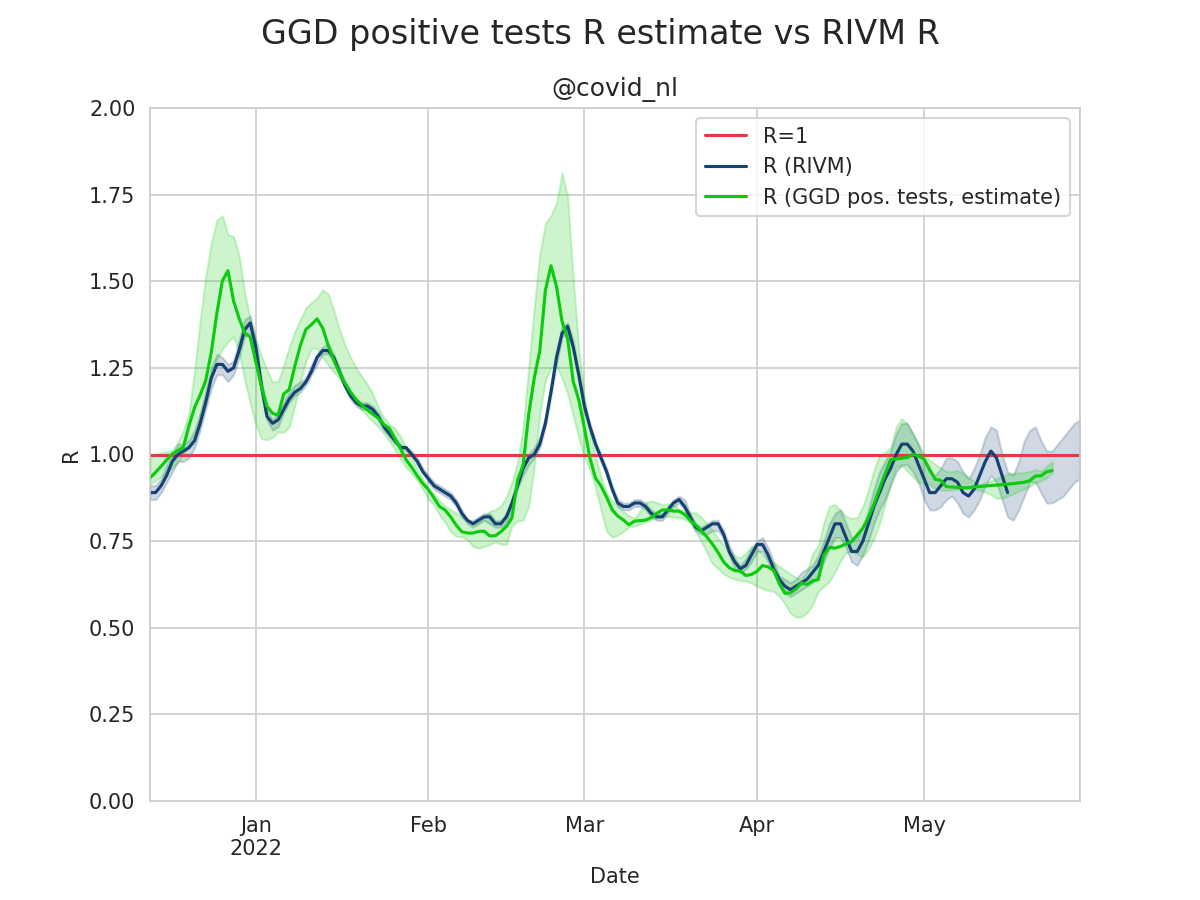 GGD positive tests R estimate vs RIVM R
@covid_nl
2.00
1.75
1.50
1.25
1.00
0.75
0.50
0.25
0.00
R
R=1
R (RIVM)
R (GGD pos. tests, estimate)
Jan
2022
Feb
Mar
Apr
May
Date